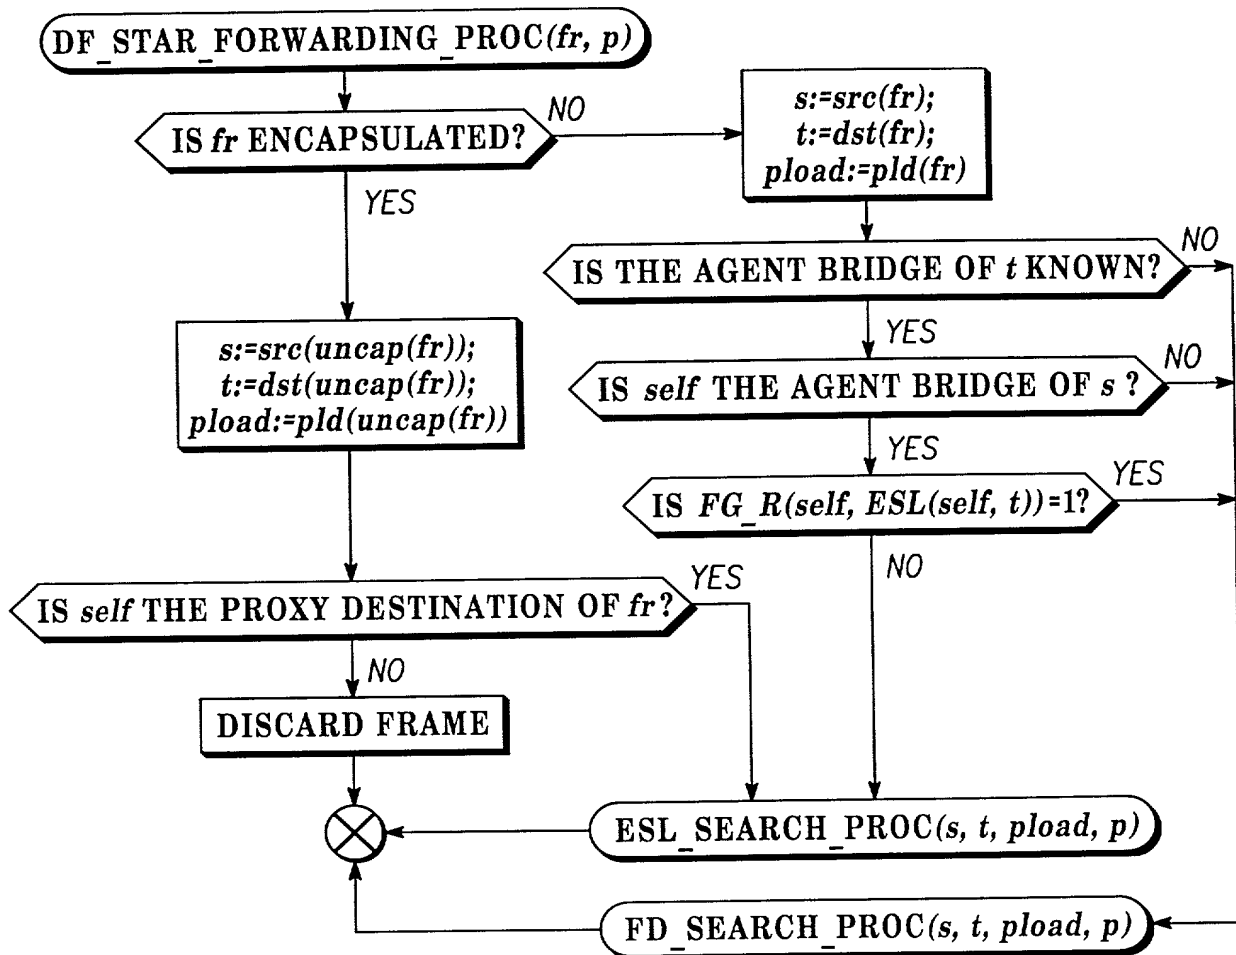 DF_STAR_FORWARDING_PROC(fr, p)
IS fr ENCAPSULATED?
NO
YES
s:=src(fr);
t:=dst(fr);
pload:=pld(fr)
IS THE AGENT BRIDGE OF t KNOWN?
NO
YES
IS self THE AGENT BRIDGE OF s ?
NO
YES
IS FG_R(self, ESL(self, t))=1?
YES
NO
s:=src(uncap(fr));
t:=dst(uncap(fr));
pload:=pld(uncap(fr))
IS self THE PROXY DESTINATION OF fr?
YES
NO
DISCARD FRAME
ESL_SEARCH_PROC(s, t, pload, p)
FD_SEARCH_PROC(s, t, pload, p)